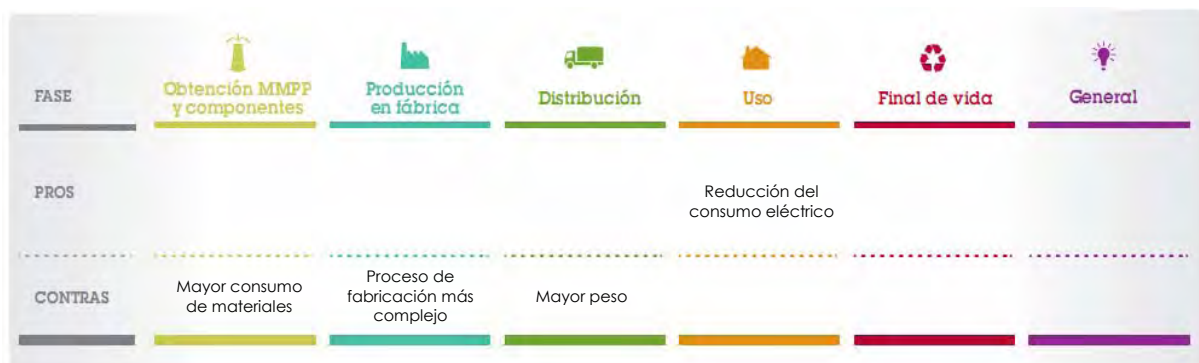 FASE
Obtención MMPP
y componentes
Producción
en fábrica
Distribución
Uso
Final de vida
General
PROS
Reducción del
consumo eléctrico
CONTRAS
Mayor consumo
de materiales
Proceso de
fabricación más
complejo
Mayor peso